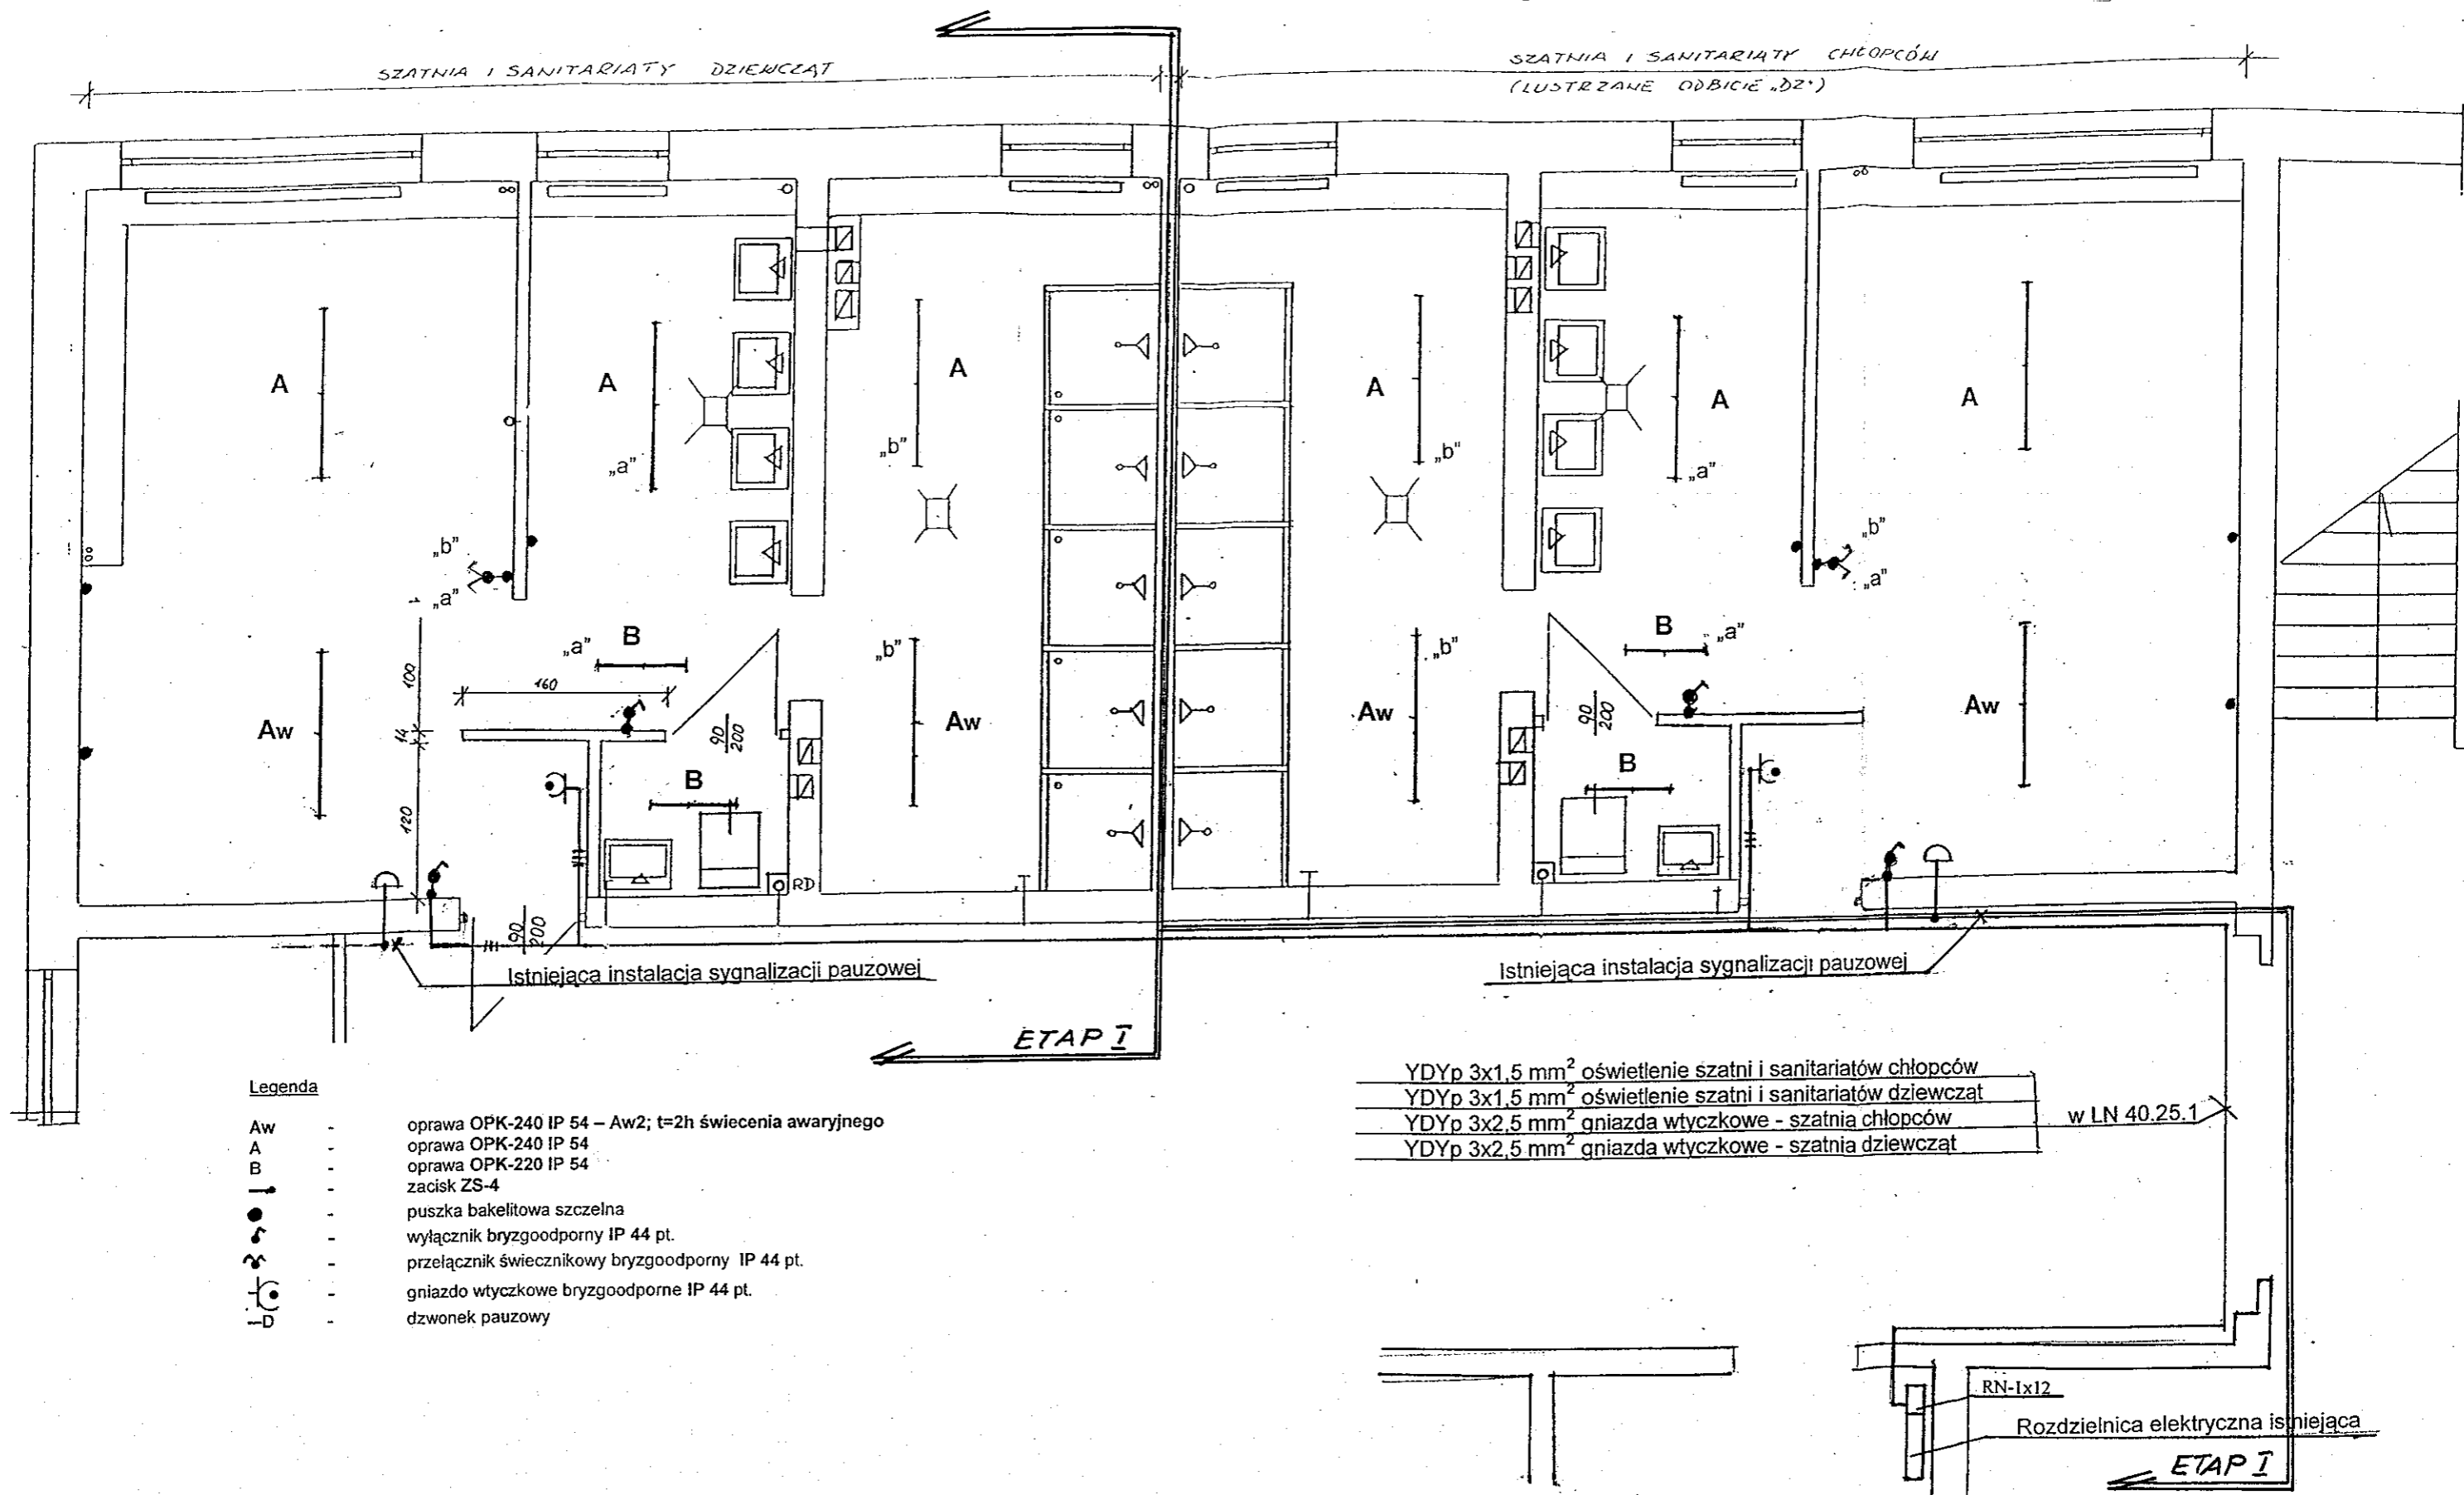 SZATNIA I SANITARIATY DZIEWCZĄT
SZATNIA I SANITARIATY CHŁOPCÓW
(LUSTRZANE ODBICIE „DZ")
A
A
A
A
A
A
„b"
„a"
„b"
„b"
„a"
„b"
„a"
„b"
„a"
„a"
B
„b"
„b"
B
„a"
100
160
14
120
Aw
90
200
Aw
Aw
90
200
Aw
B
B
RD
90
200
Istniejąca instalacja sygnalizacji pauzowej
Istniejąca instalacja sygnalizacji pauzowej
ETAP I
Legenda
Aw - oprawa OPK-240 IP 54 – Aw2; t=2h świecenia awaryjnego
A - oprawa OPK-240 IP 54
B - oprawa OPK-220 IP 54
- zacisk ZS-4
- puszka bakelitowa szczelna
- wyłącznik bryzgoodporny IP 44 pt.
- przełącznik świecznikowy bryzgoodporny IP 44 pt.
- gniazdo wtyczkowe bryzgoodporne IP 44 pt.
- dzwonek pauzowy
YDYp 3x1,5 mm² oświetlenie szatni i sanitariatów chłopców
YDYp 3x1,5 mm² oświetlenie szatni i sanitariatów dziewcząt
YDYp 3x2,5 mm² gniazda wtyczkowe - szatnia chłopców
YDYp 3x2,5 mm² gniazda wtyczkowe - szatnia dziewcząt
w LN 40.25.1
RN-1x12
Rozdzielnica elektryczna istniejąca
ETAP I